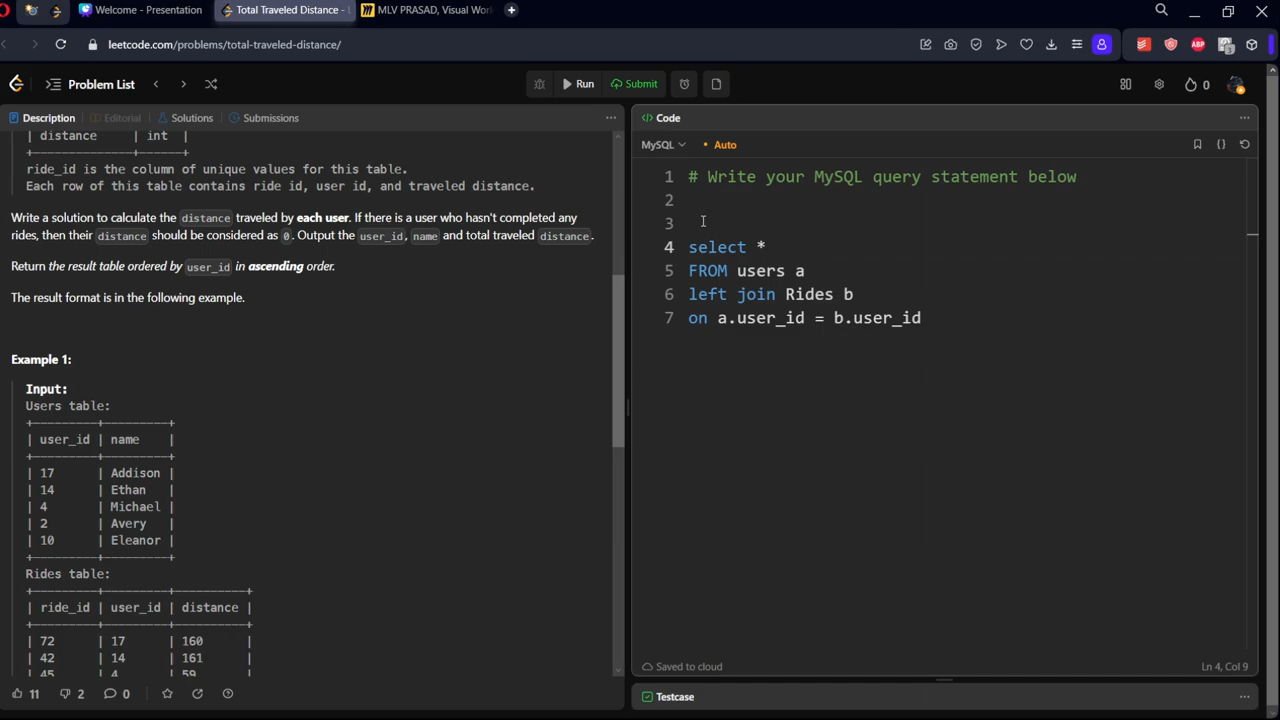 Welcome - Presentation
Total Traveled Distance -
MLV PRASAD, Visual Wor
leetcode.com/problems/total-traveled-distance/
ABP
Problem List
Run
Submit
0
Description
Editorial
Solutions
Submissions
| distance | int |
+-------------+------+
ride_id is the column of unique values for this table.
Each row of this table contains ride id, user id, and traveled distance.
Write a solution to calculate the distance traveled by each user. If there is a user who hasn't completed any
rides, then their distance should be considered as 0. Output the user_id, name and total traveled distance.
Return the result table ordered by user_id in ascending order.
The result format is in the following example.
Example 1:
Input:
Users table:
+---------+---------+
| user_id | name |
+---------+---------+
| 17 | Addison |
| 14 | Ethan |
| 4 | Michael |
| 2 | Avery |
| 10 | Eleanor |
+---------+---------+
Rides table:
+---------+---------+----------+
| ride_id | user_id | distance |
+---------+---------+----------+
| 72 | 17 | 160 |
| 42 | 14 | 161 |
| 45 | 4 | 59 |
11
2
0
Code
MySQL
• Auto
1 # Write your MySQL query statement below
2
3
4 select *
5 FROM users a
6 left join Rides b
7 on a.user_id = b.user_id
Saved to cloud
Ln 4, Col 9
Testcase